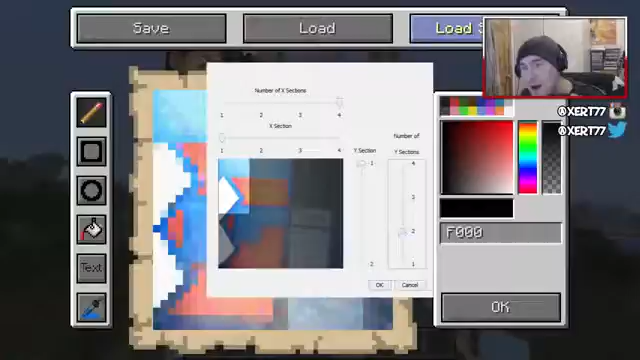 Save
Load
Load
Number of X Sections
1 2 3 4
X Section
1 2 3 4
Number of
Y Sections
Y Section
1
2
4
3
2
1
OK
Cancel
Text
@XERT77
@XERT77
F000
OK